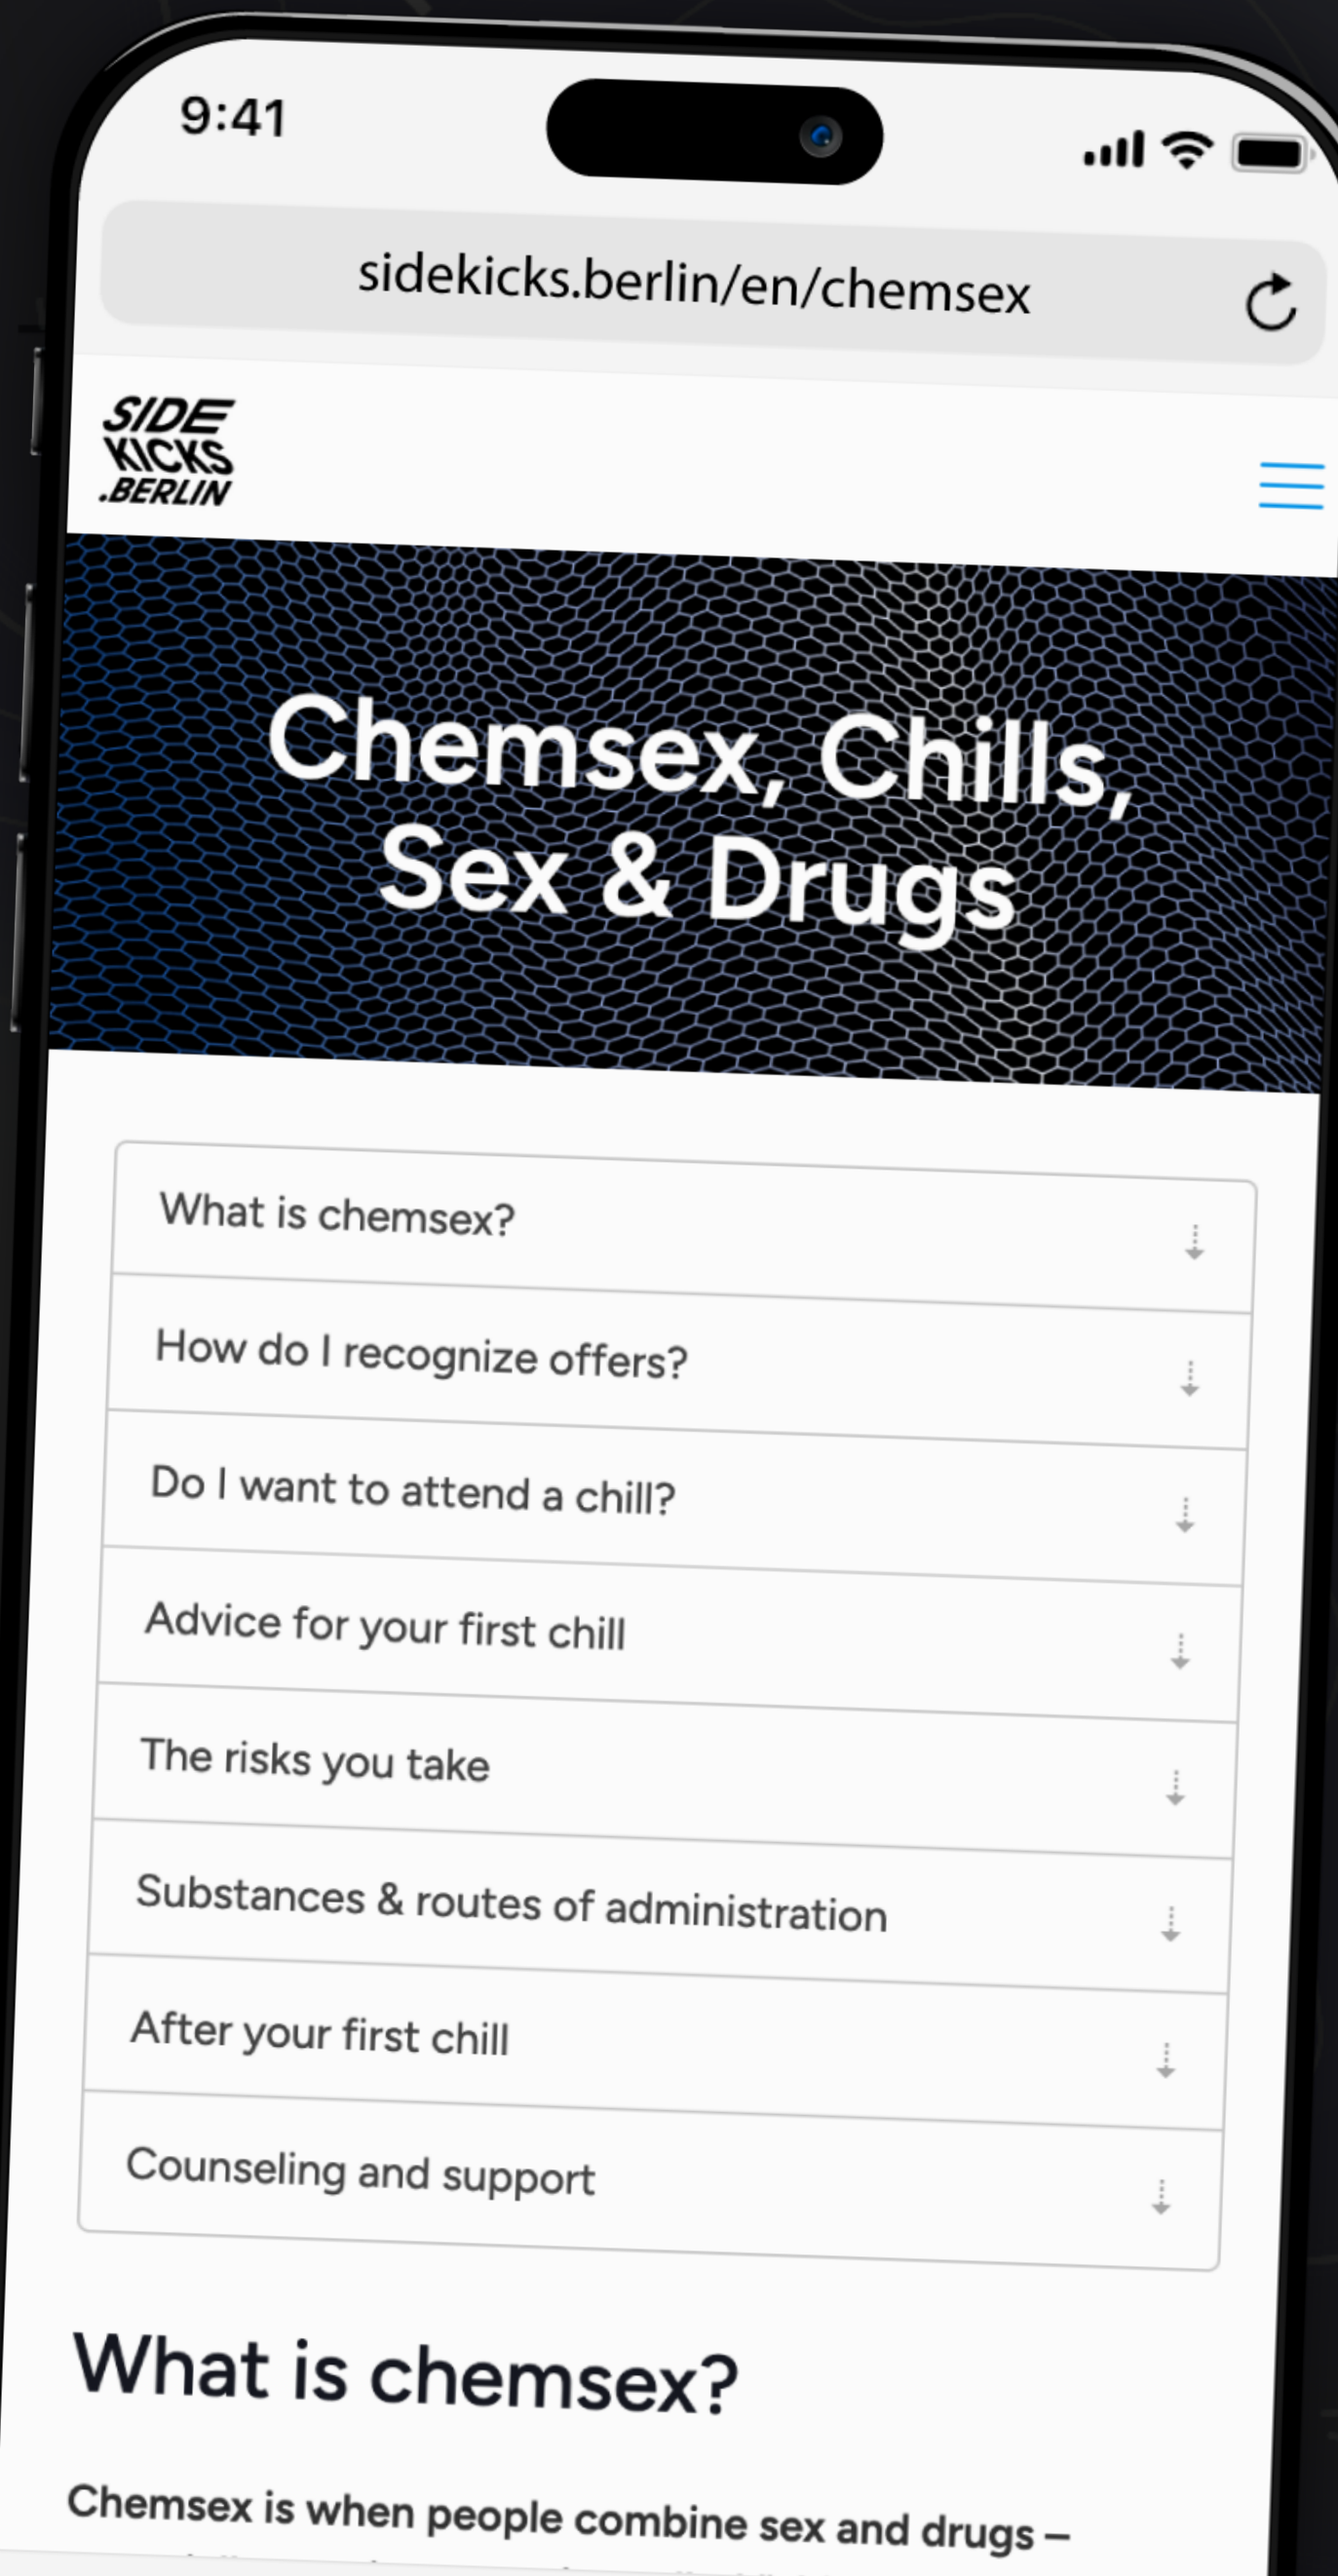 9:41
sidekicks.berlin/en/chemsex
SIDE
KICKS
.BERLIN
Chemsex, Chills,
Sex & Drugs
What is chemsex?
How do I recognize offers?
Do I want to attend a chill?
Advice for your first chill
The risks you take
Substances & routes of administration
After your first chill
Counseling and support
What is chemsex?
Chemsex is when people combine sex and drugs –